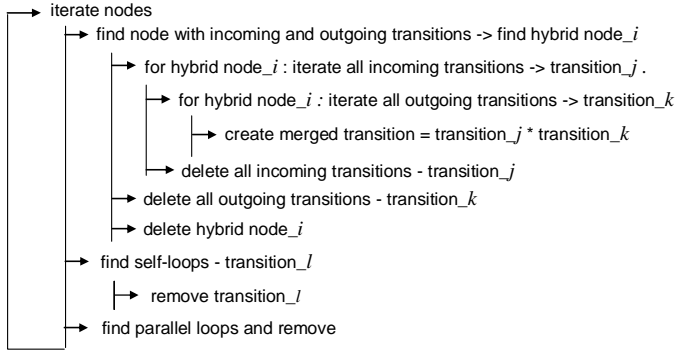 iterate nodes
find node with incoming and outgoing transitions -> find hybrid node_i
for hybrid node_i : iterate all incoming transitions -> transition_j .
for hybrid node_i : iterate all outgoing transitions -> transition_k
create merged transition = transition_j * transition_k
delete all incoming transitions - transition_j
delete all outgoing transitions - transition_k
delete hybrid node_i
find self-loops - transition_l
remove transition_l
find parallel loops and remove